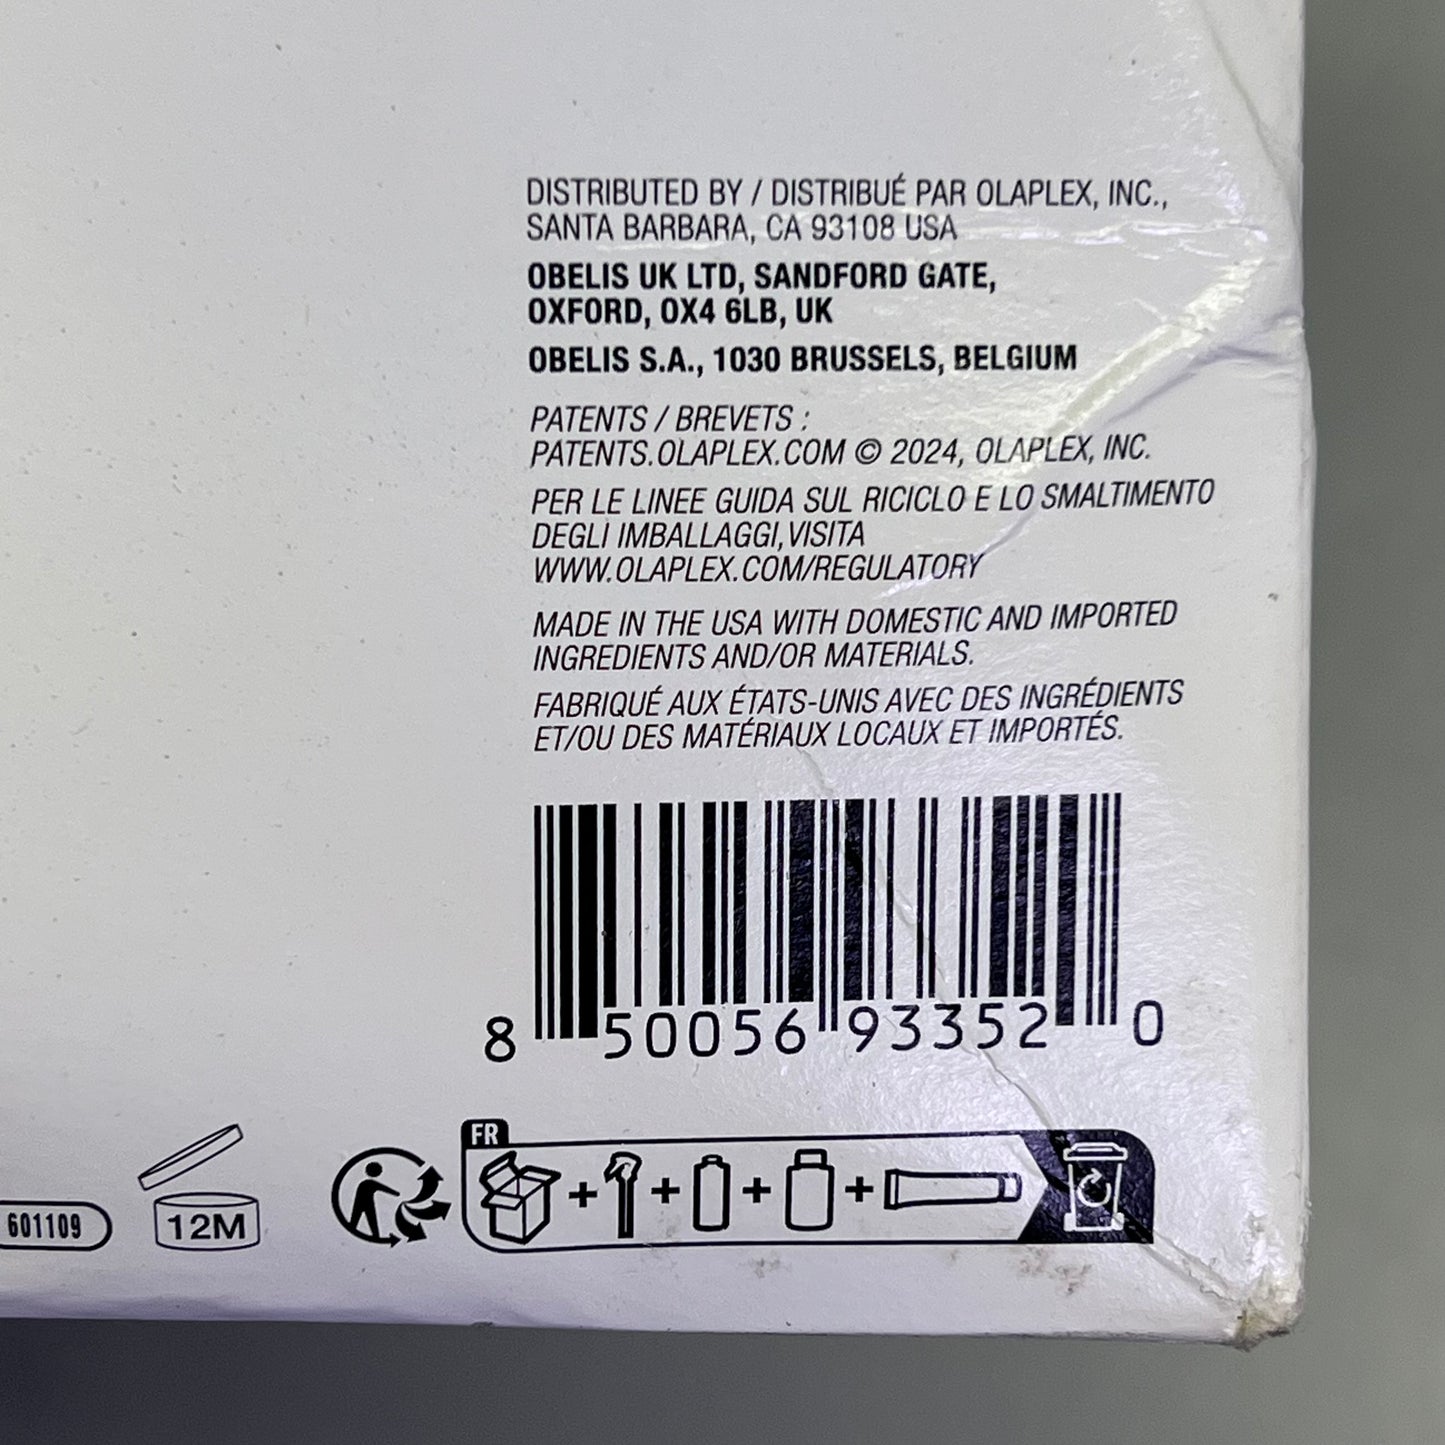 DISTRIBUTED BY / DISTRIBUÉ PAR OLAPLEX, INC.,
SANTA BARBARA, CA 93108 USA
OBELIS UK LTD, SANDFORD GATE,
OXFORD, OX4 6LB, UK
OBELIS S.A., 1030 BRUSSELS, BELGIUM
PATENTS / BREVETS :
PATENTS.OLAPLEX.COM © 2024, OLAPLEX, INC.
PER LE LINEE GUIDA SUL RICICLO E LO SMALTIMENTO
DEGLI IMBALLAGGI,VISITA
WWW.OLAPLEX.COM/REGULATORY
MADE IN THE USA WITH DOMESTIC AND IMPORTED
INGREDIENTS AND/OR MATERIALS.
FABRIQUÉ AUX ÉTATS-UNIS AVEC DES INGRÉDIENTS
ET/OU DES MATÉRIAUX LOCAUX ET IMPORTÉS.
8 50056 93352 0
FR
601109
12M
+ + + +